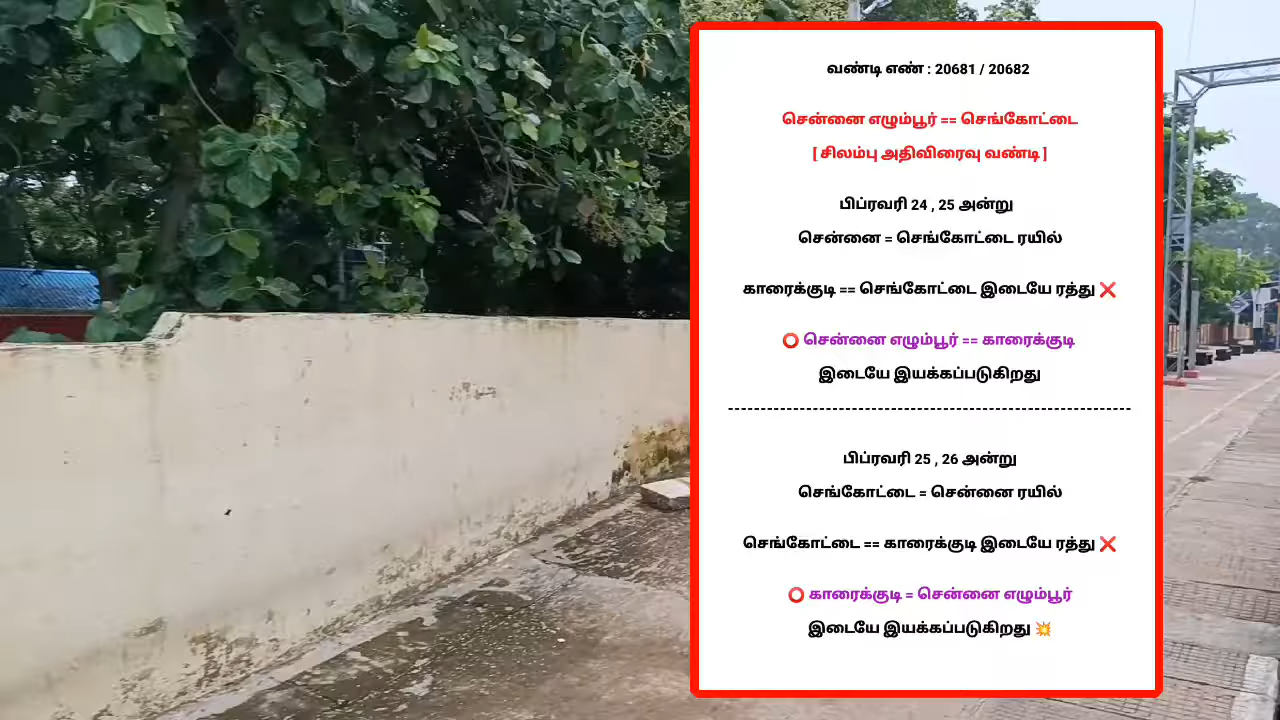 வண்டி எண் : 20681 / 20682
சென்னை எழும்பூர் == செங்கோட்டை
[ சிலம்பு அதிவிரைவு வண்டி ]
பிப்ரவரி 24 , 25 அன்று
சென்னை = செங்கோட்டை ரயில்
காரைக்குடி == செங்கோட்டை இடையே ரத்து ❌
⭕ சென்னை எழும்பூர் == காரைக்குடி
இடையே இயக்கப்படுகிறது
--------------------------------------------------------------
பிப்ரவரி 25 , 26 அன்று
செங்கோட்டை = சென்னை ரயில்
செங்கோட்டை == காரைக்குடி இடையே ரத்து ❌
⭕ காரைக்குடி = சென்னை எழும்பூர்
இடையே இயக்கப்படுகிறது 💥